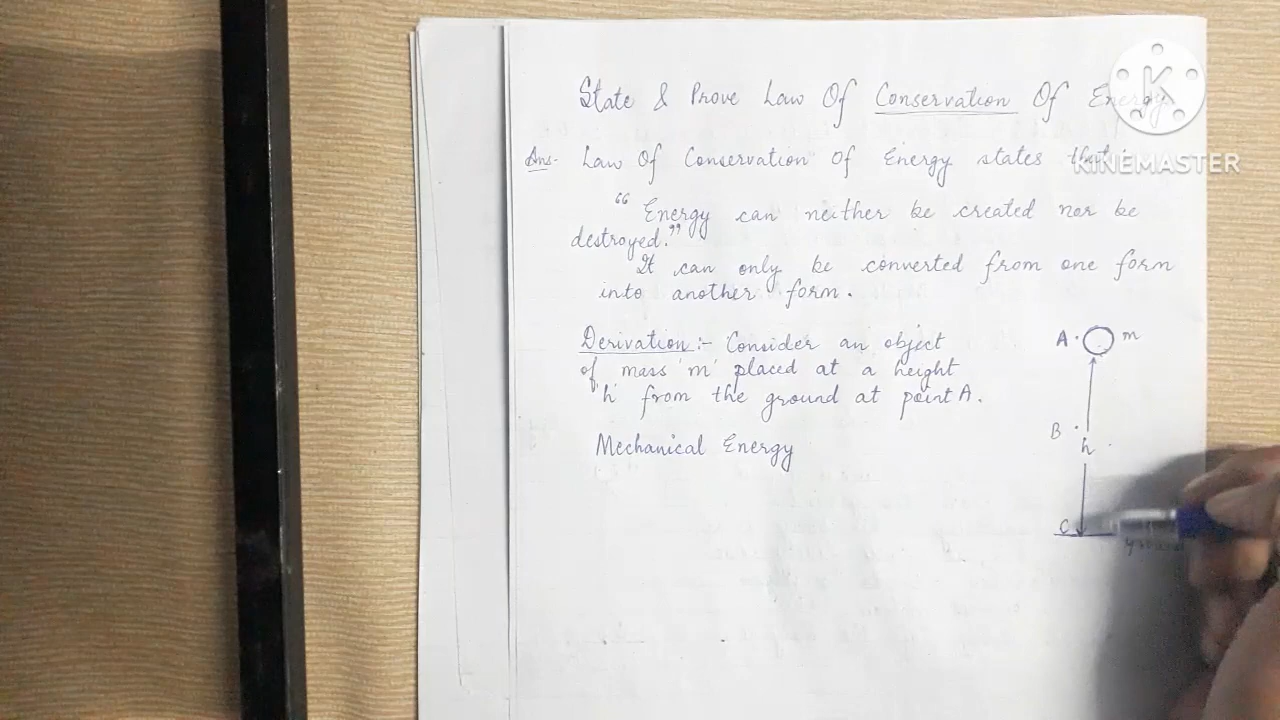 State & Prove Law Of Conservation Of Energy
Ans- Law Of Conservation Of Energy states that :
“ Energy can neither be created nor be
destroyed.”
It can only be converted from one form
into another form.
Derivation :- Consider an object
of mass 'm' placed at a height
'h' from the ground at point A.
Mechanical Energy
A m
B
h
C
ground
K
KINEMASTER